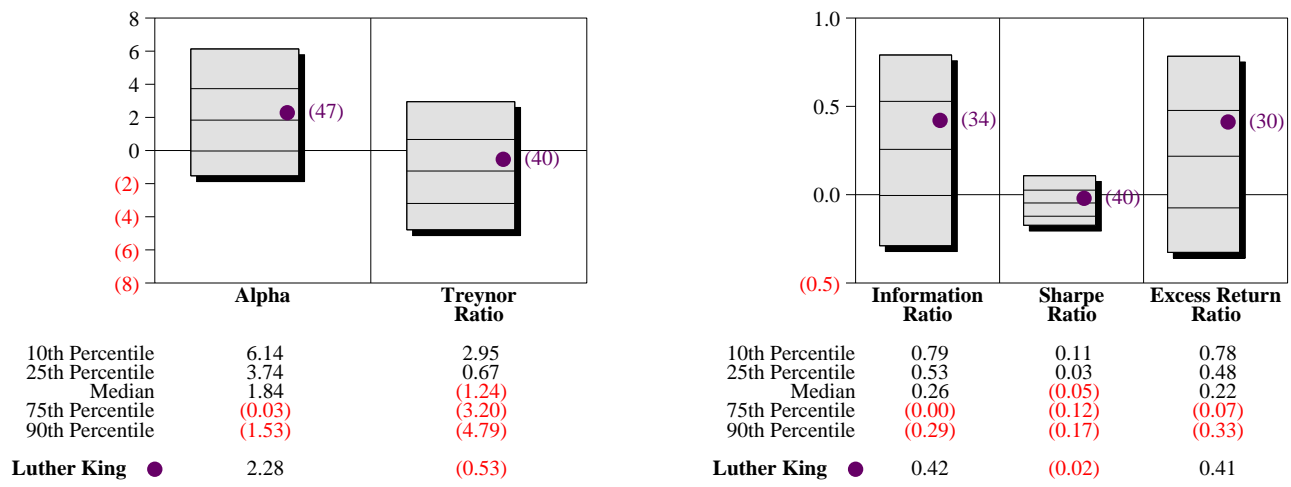 8
6
4
2
0
(2)
(4)
(6)
(8)
(47)
(40)
Alpha Treynor
Ratio
10th Percentile 6.14 2.95
25th Percentile 3.74 0.67
Median 1.84 (1.24)
75th Percentile (0.03) (3.20)
90th Percentile (1.53) (4.79)
Luther King 2.28 (0.53)
1.0
0.5
0.0
(0.5)
(34)
(40)
(30)
Information Sharpe Excess Return
Ratio Ratio Ratio
10th Percentile 0.79 0.11 0.78
25th Percentile 0.53 0.03 0.48
Median 0.26 (0.05) 0.22
75th Percentile (0.00) (0.12) (0.07)
90th Percentile (0.29) (0.17) (0.33)
Luther King 0.42 (0.02) 0.41